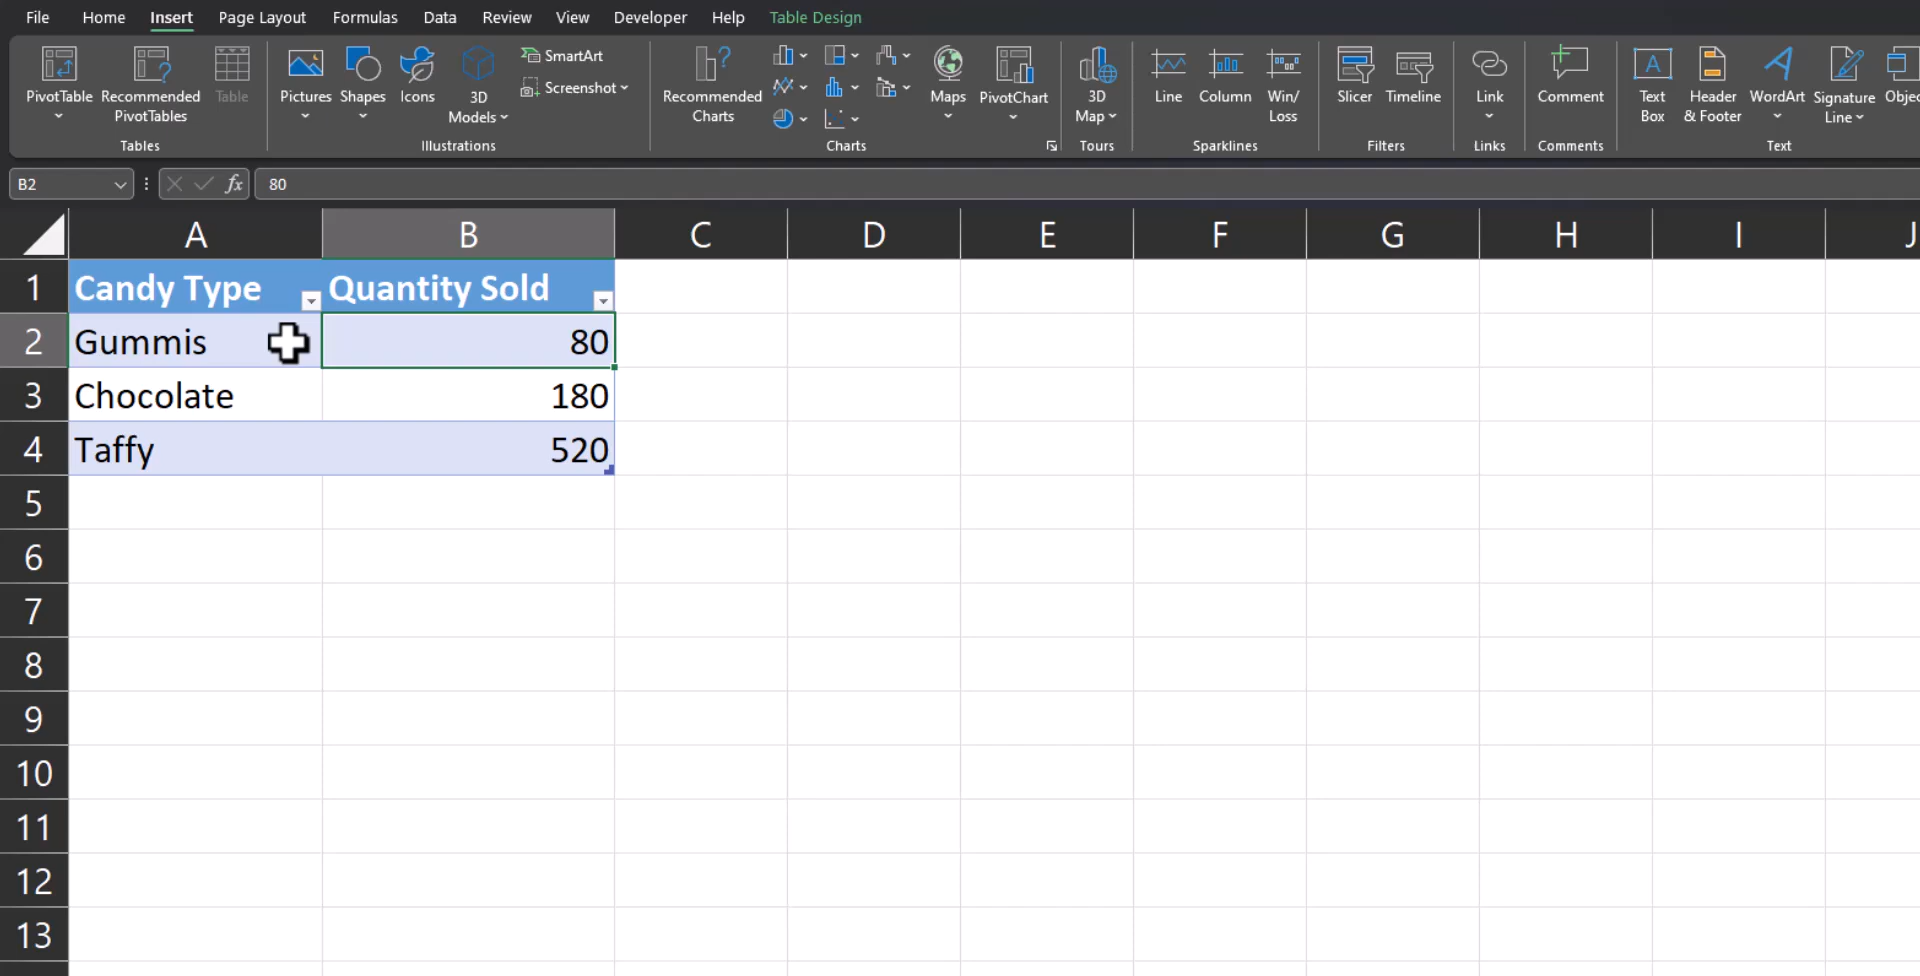 File Home Insert Page Layout Formulas Data Review View Developer Help Table Design
PivotTable Recommended PivotTables Table
Tables
Pictures Shapes Icons 3D Models SmartArt Screenshot
Illustrations
Recommended Charts Maps PivotChart
Charts
3D Map
Tours
Line Column Win/Loss
Sparklines
Slicer Timeline
Filters
Link
Links
Comment
Comments
Text Box Header & Footer WordArt Signature Line Objec
Text
B2 fx 80
A B C D E F G H I J
1 Candy Type Quantity Sold
2 Gummis 80
3 Chocolate 180
4 Taffy 520
5
6
7
8
9
10
11
12
13